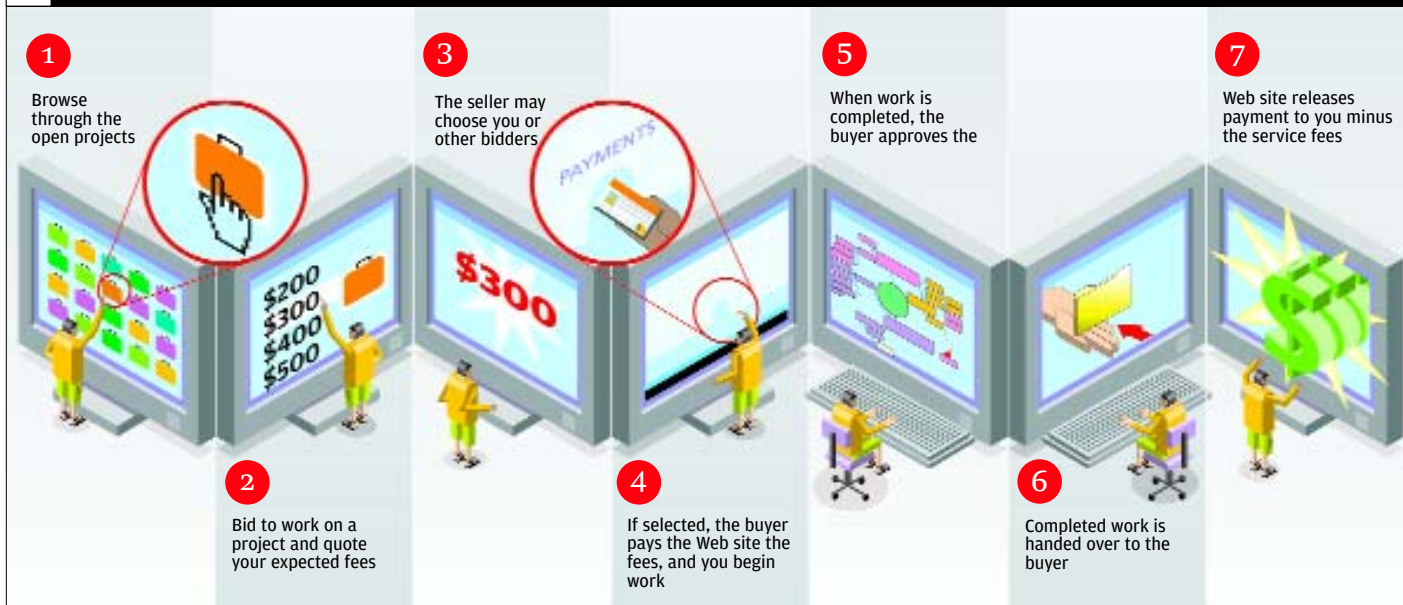 1
Browse
through the
open projects
$200
$300
$400
$500
2
Bid to work on a
project and quote
your expected fees
3
The seller may
choose you or
other bidders
$300
PAYMENTS
4
If selected, the buyer
pays the Web site the
fees, and you begin
work
5
When work is
completed, the
buyer approves the
6
Completed work is
handed over to the
buyer
7
Web site releases
payment to you minus
the service fees